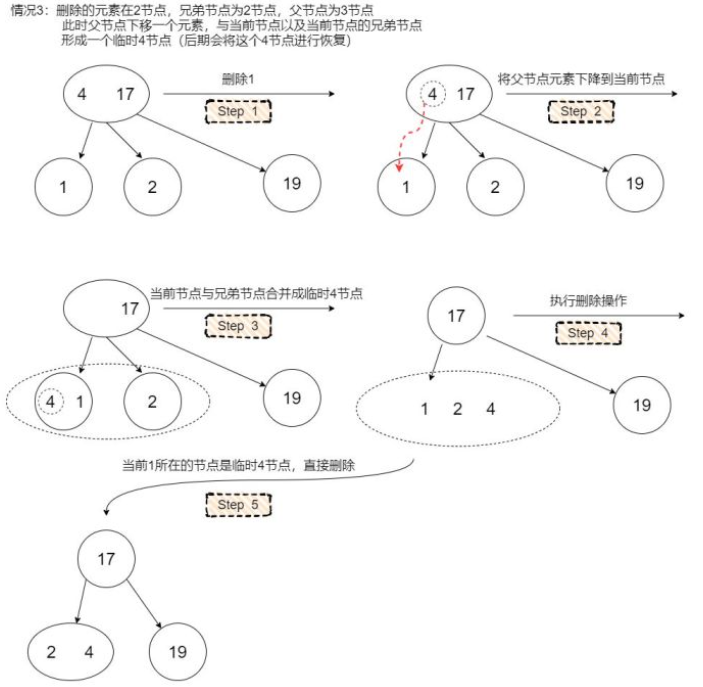 情况3：删除的元素在2节点，兄弟节点为2节点，父节点为3节点
此时父节点下移一个元素，与当前节点以及当前节点的兄弟节点
形成一个临时4节点（后期会将这个4节点进行恢复）
4 17
删除1
Step 1
1 2 19
4 17
将父节点元素下降到当前节点
Step 2
1 2 19
17
当前节点与兄弟节点合并成临时4节点
Step 3
4 1 2 19
17
执行删除操作
Step 4
1 2 4 19
当前1所在的节点是临时4节点，直接删除
Step 5
17
2 4 19